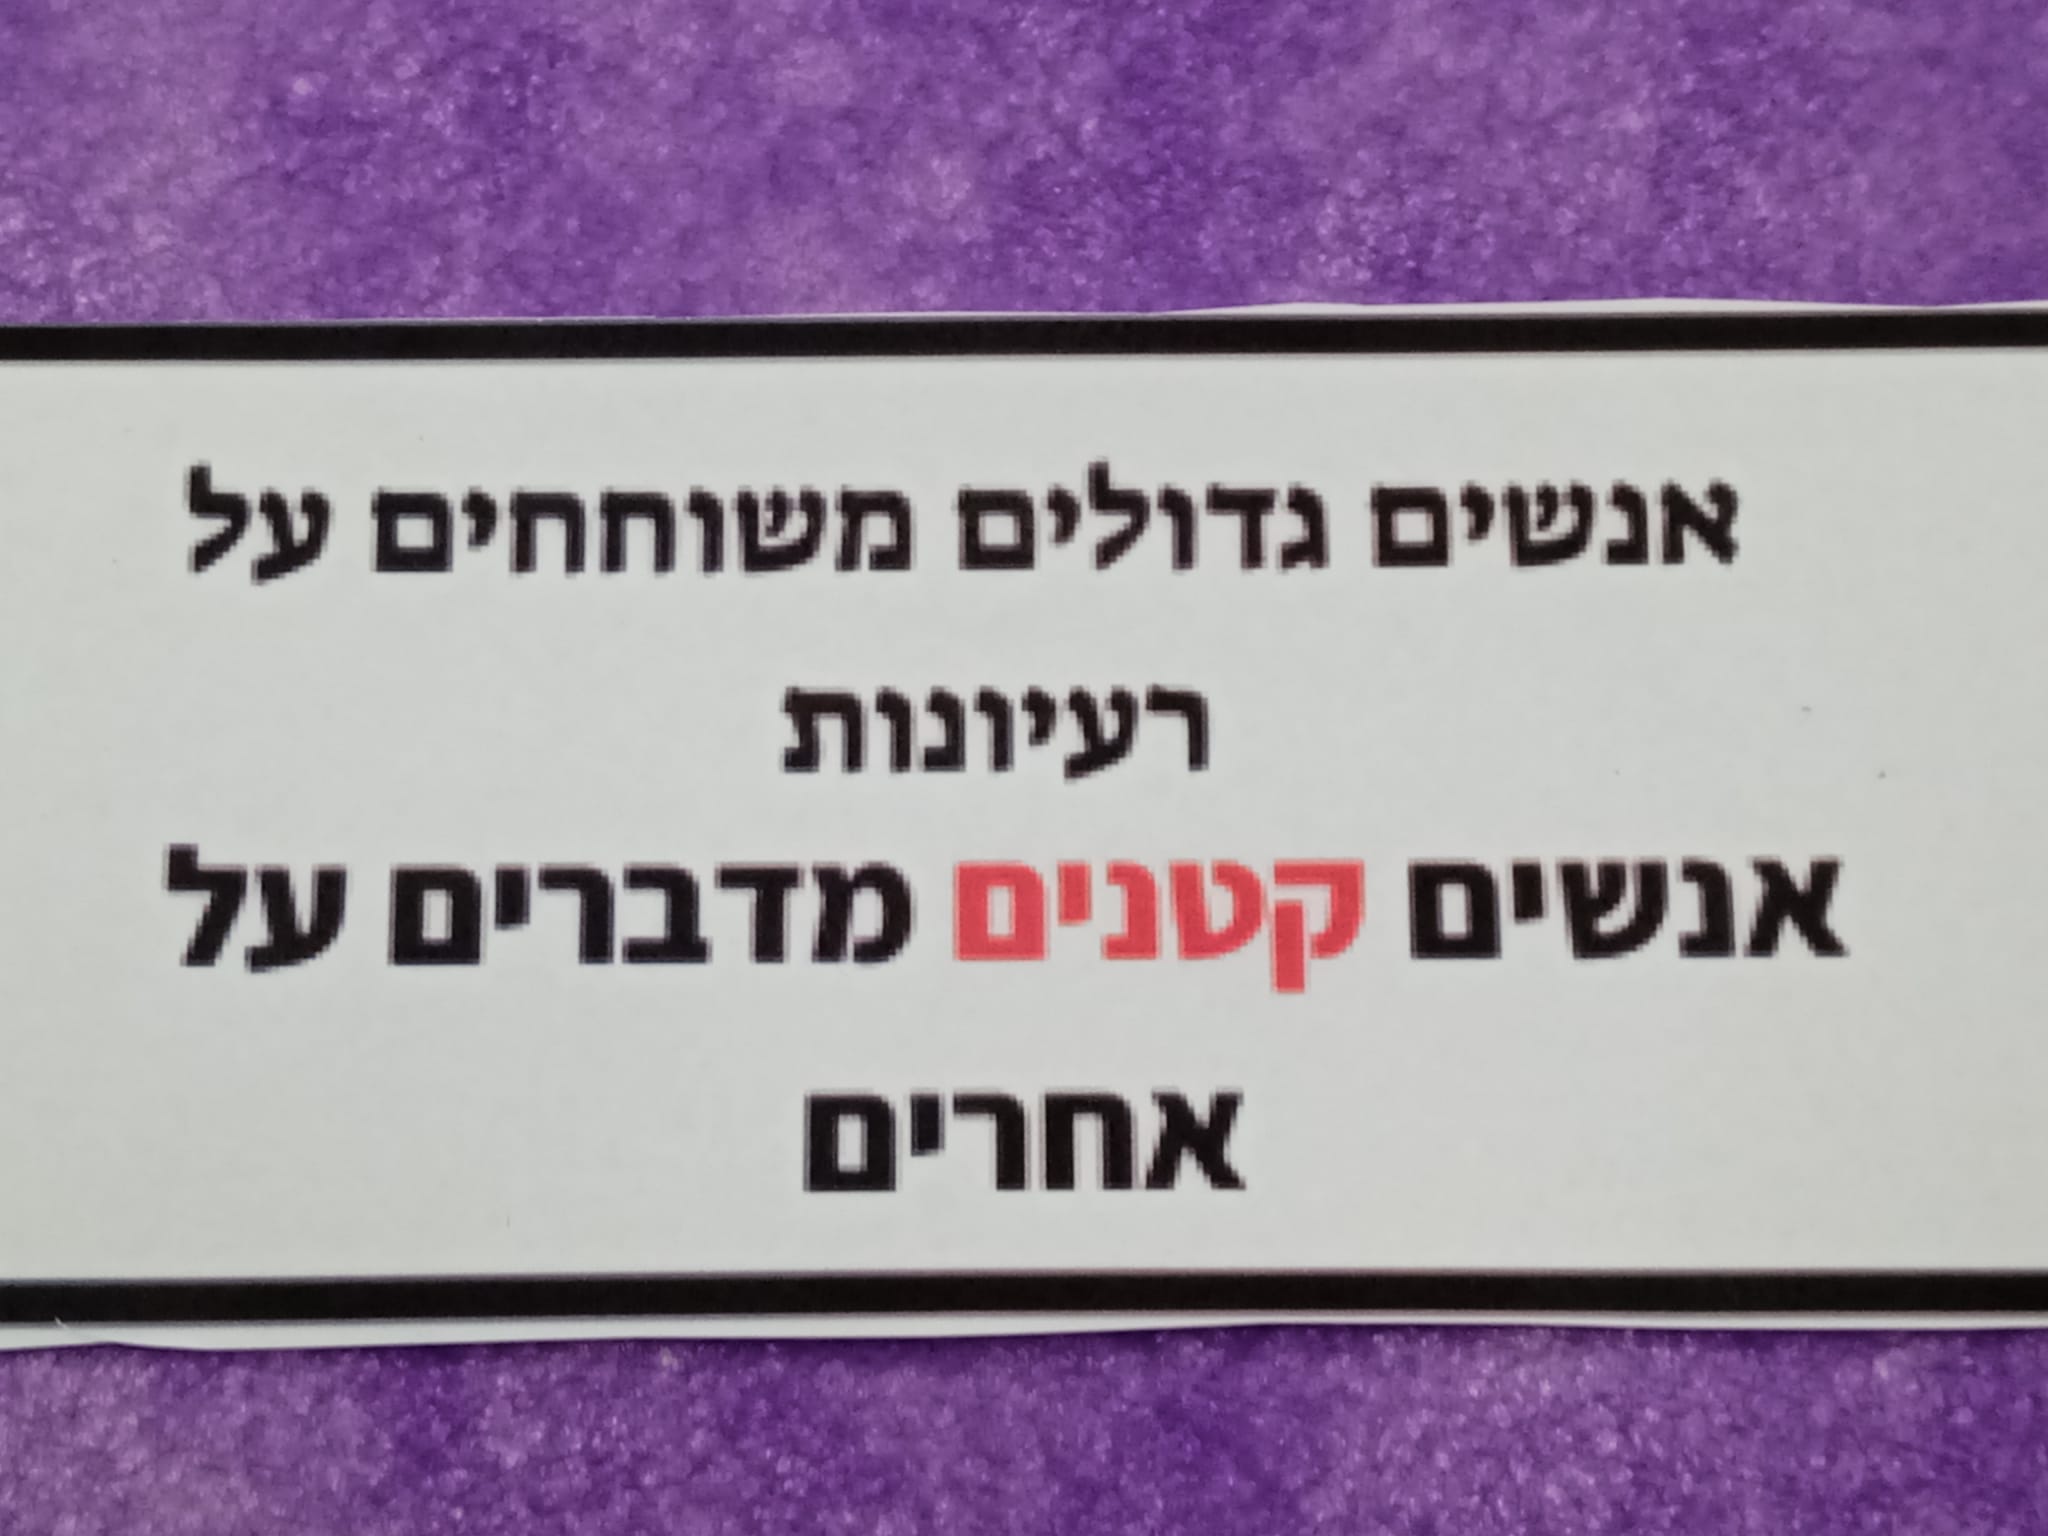 אנשים גדולים משוחחים על
רעיונות
אנשים קטנים מדברים על
אחרים